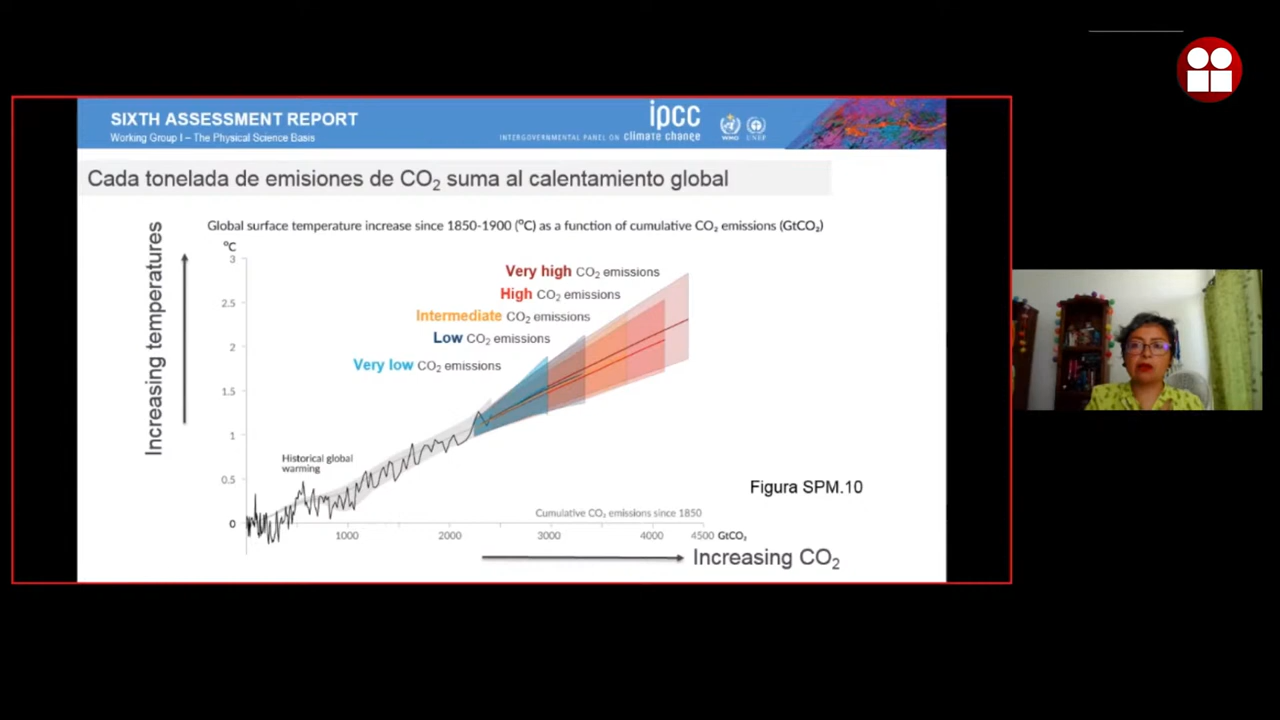 SIXTH ASSESSMENT REPORT
Working Group I – The Physical Science Basis
ipcc
INTERGOVERNMENTAL PANEL ON climate change
WMO
UNEP
Cada tonelada de emisiones de CO₂ suma al calentamiento global
Global surface temperature increase since 1850-1900 (°C) as a function of cumulative CO₂ emissions (GtCO₂)
Increasing temperatures
°C
3
2.5
2
1.5
1
0.5
0
Very high CO₂ emissions
High CO₂ emissions
Intermediate CO₂ emissions
Low CO₂ emissions
Very low CO₂ emissions
Historical global
warming
Figura SPM.10
Cumulative CO₂ emissions since 1850
1000
2000
3000
4000
4500 GtCO₂
Increasing CO₂